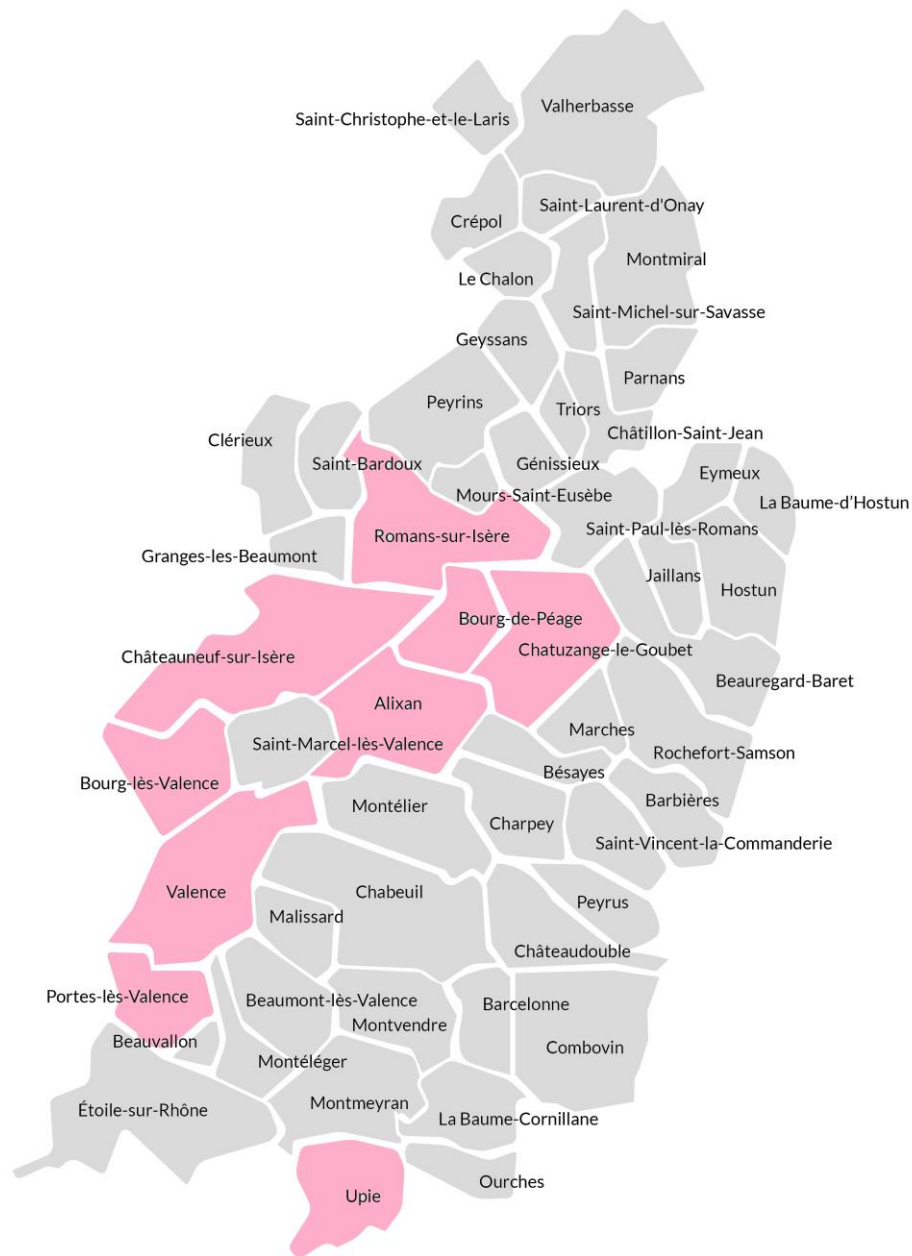 Valherbasse
Saint-Christophe-et-le-Laris
Saint-Laurent-d'Onay
Crépol
Montmiral
Le Chalon
Saint-Michel-sur-Savasse
Geyssans
Parnans
Peyrins
Triors
Châtillon-Saint-Jean
Clérieux
Saint-Bardoux
Génissieux
Eymeux
Mours-Saint-Eusèbe
La Baume-d’Hostun
Saint-Paul-lès-Romans
Romans-sur-Isère
Granges-les-Beaumont
Jaillans
Hostun
Bourg-de-Péage
Chatuzange-le-Goubet
Châteauneuf-sur-Isère
Beauregard-Baret
Alixan
Marches
Saint-Marcel-lès-Valence
Rochefort-Samson
Bésayes
Bourg-lès-Valence
Barbières
Montélier
Charpey
Saint-Vincent-la-Commanderie
Valence
Chabeuil
Peyrus
Malissard
Châteaudouble
Portes-lès-Valence
Beaumont-lès-Valence
Barcelonne
Montvendre
Beauvallon
Combovin
Montéléger
Étoile-sur-Rhône
Montmeyran
La Baume-Cornillane
Ourches
Upie